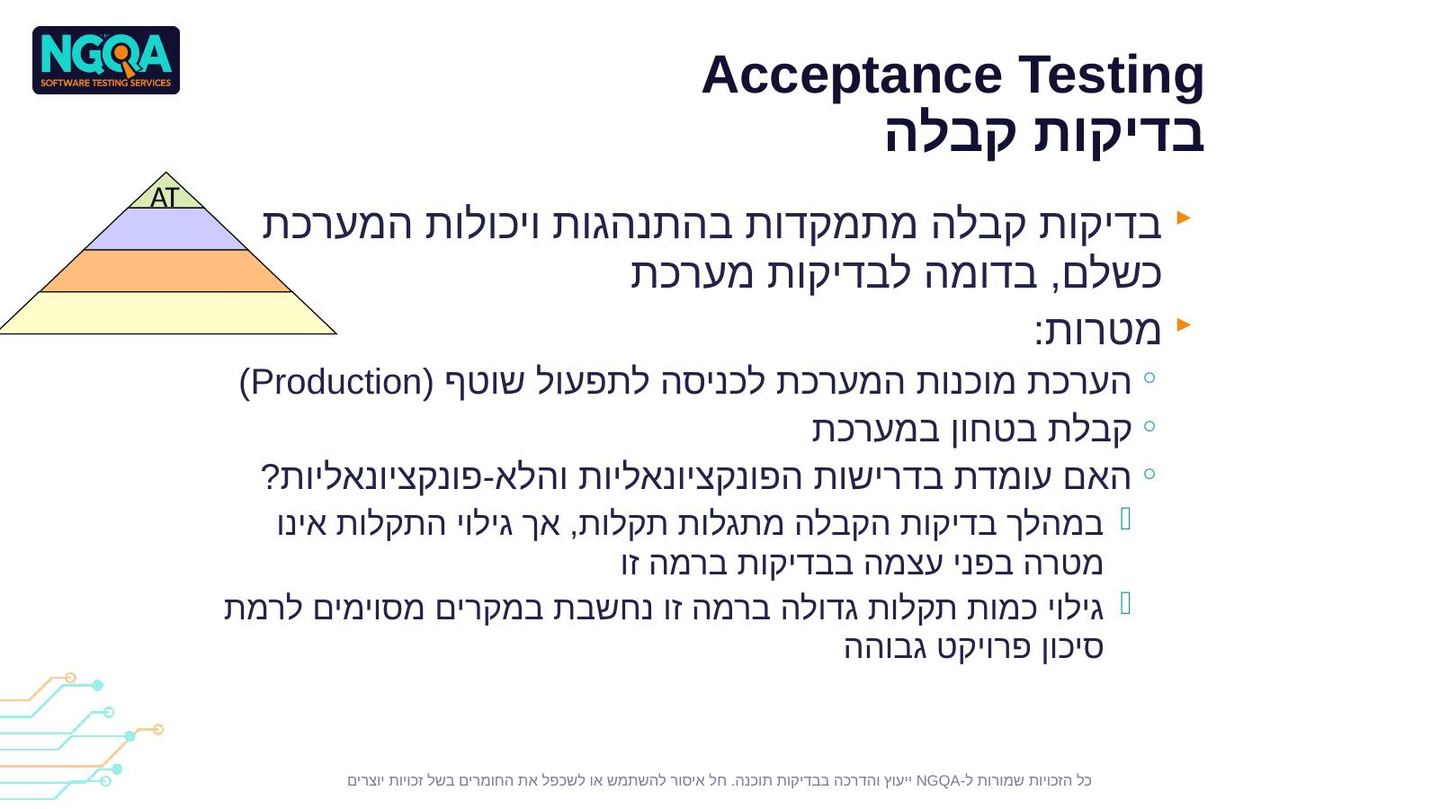 NGQA
SOFTWARE TESTING SERVICES
Acceptance Testing
בדיקות קבלה
AT
בדיקות קבלה מתמקדות בהתנהגות ויכולות המערכת
כשלם, בדומה לבדיקות מערכת
מטרות:
הערכת מוכנות המערכת לכניסה לתפעול שוטף (Production)
קבלת בטחון במערכת
האם עומדת בדרישות הפונקציונאליות והלא-פונקציונאליות?
במהלך בדיקות הקבלה מתגלות תקלות, אך גילוי התקלות אינו
מטרה בפני עצמה בבדיקות ברמה זו
גילוי כמות תקלות גדולה ברמה זו נחשבת במקרים מסוימים לרמת
סיכון פרויקט גבוהה
כל הזכויות שמורות ל-NGQA ייעוץ והדרכה בבדיקות תוכנה. חל איסור להשתמש או לשכפל את החומרים בשל זכויות יוצרים